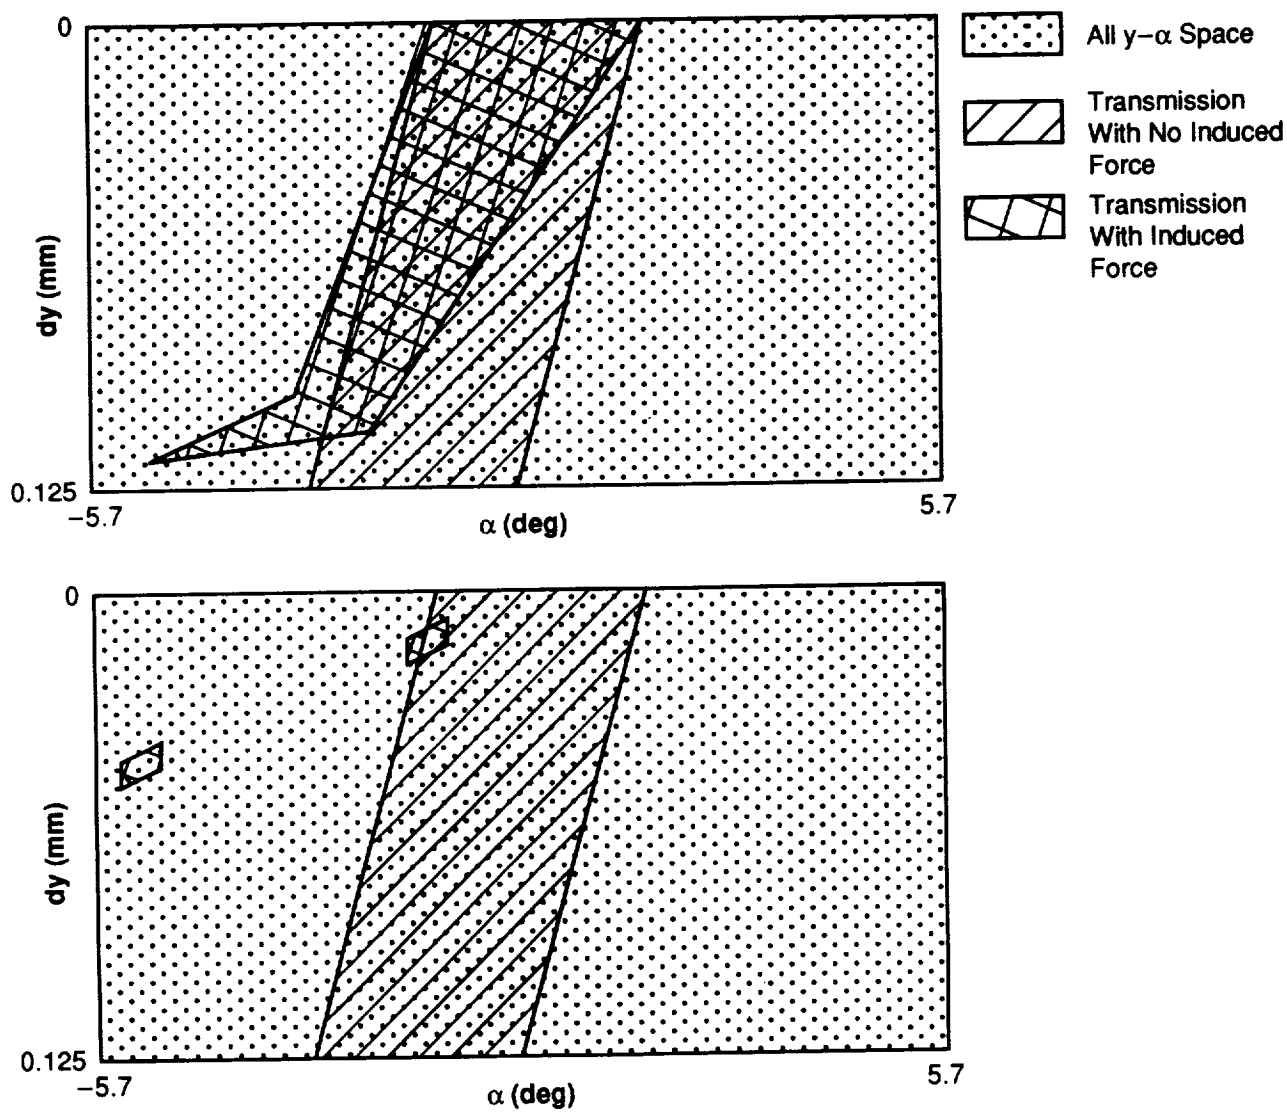 0
dy (mm)
0.125
−5.7
α (deg)
5.7
All y−α Space
Transmission
With No Induced
Force
Transmission
With Induced
Force
0
dy (mm)
0.125
−5.7
α (deg)
5.7